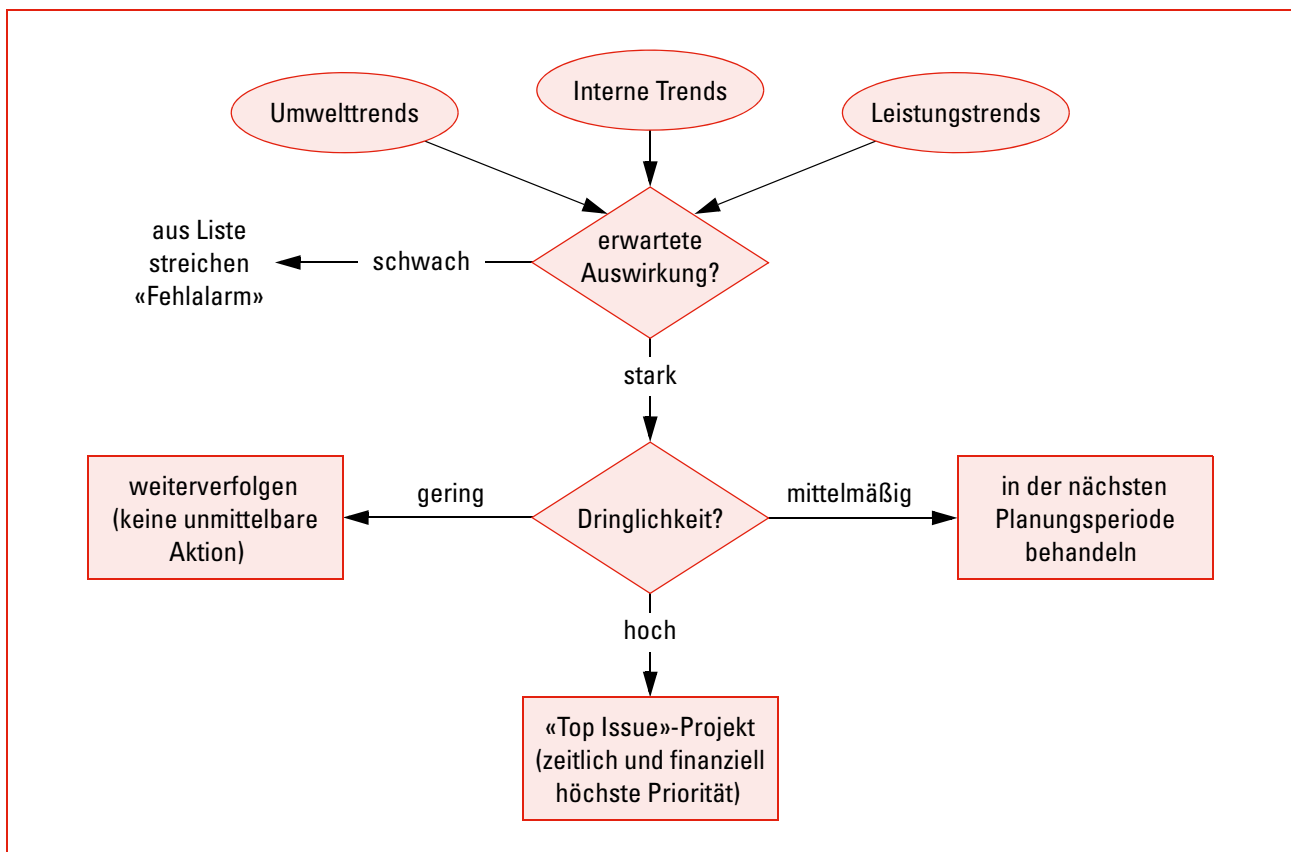 Umwelttrends
Interne Trends
Leistungstrends
erwartete
Auswirkung?
schwach
aus Liste
streichen
«Fehlalarm»
stark
Dringlichkeit?
gering
weiterverfolgen
(keine unmittelbare
Aktion)
mittelmäßig
in der nächsten
Planungsperiode
behandeln
hoch
«Top Issue»-Projekt
(zeitlich und finanziell
höchste Priorität)